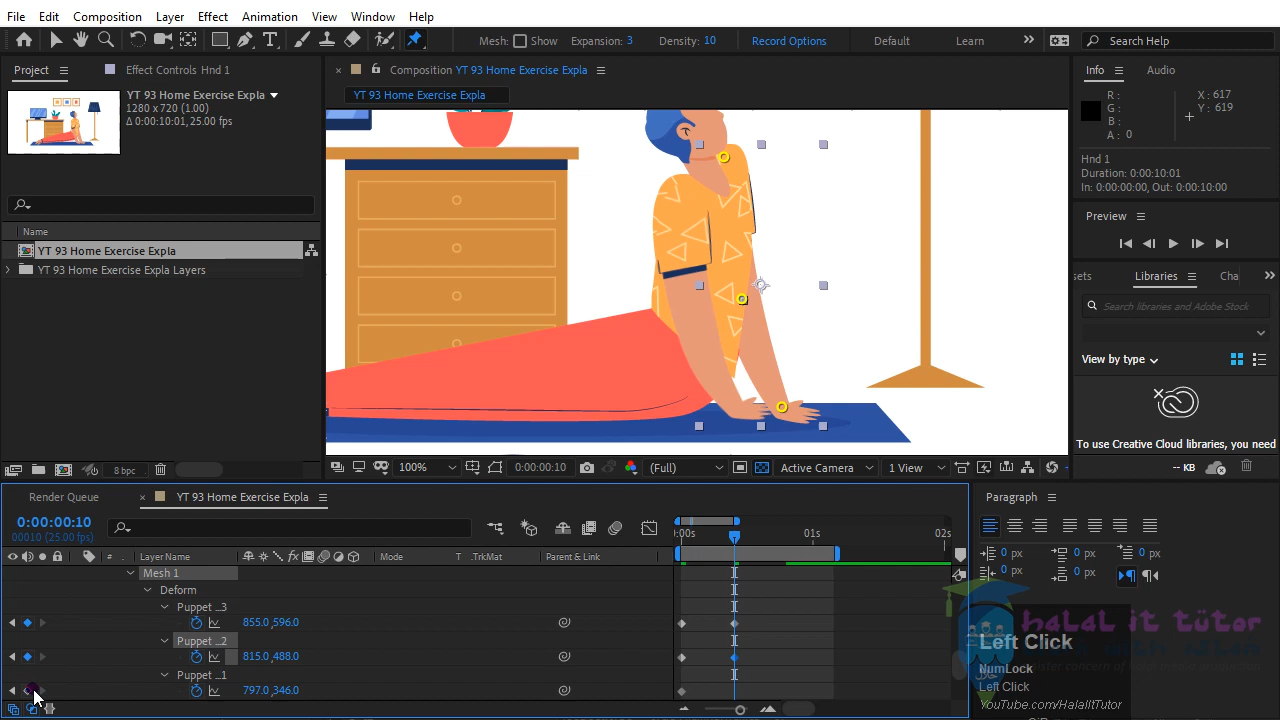 File Edit Composition Layer Effect Animation View Window Help
Mesh: Show Expansion: 3 Density: 10 Record Options Default Learn Search Help
Project Effect Controls Hnd 1
Composition YT 93 Home Exercise Expla
Info Audio
YT 93 Home Exercise Expla
1280 x 720 (1.00)
Δ 0:00:10:01, 25.00 fps
YT 93 Home Exercise Expla
R :
G :
B :
A : 0
X : 617
Y : 619
Hnd 1
Duration: 0:00:10:01
In: 0:00:00:00, Out: 0:00:10:00
Preview
Name
YT 93 Home Exercise Expla
YT 93 Home Exercise Expla Layers
sets Libraries Cha
Search libraries and Adobe Stock
View by type
To use Creative Cloud libraries, you need
8 bpc
100% 0:00:00:10 (Full) Active Camera 1 View
-- KB
Render Queue YT 93 Home Exercise Expla
Paragraph
0:00:00:10
00010 (25.00 fps)
:00s 01s 02s
# Layer Name Mode T .TrkMat Parent & Link
0 px 0 px 0 px
0 px 0 px
Mesh 1
Deform
Puppet ...3
855.0,596.0
Puppet ...2
815.0,488.0
Puppet ...1
797.0,346.0
halal it tutor
Left Click
NumLock
Left Click
YouTube.com/HalalItTutor